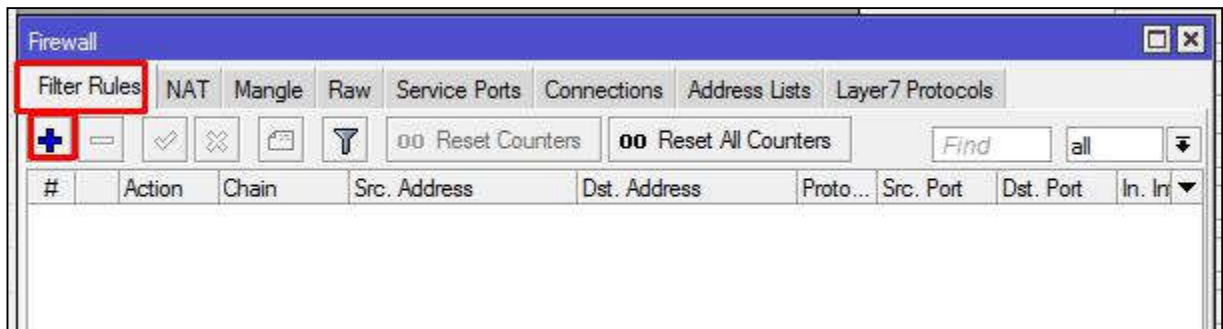 Firewall
Filter Rules NAT Mangle Raw Service Ports Connections Address Lists Layer7 Protocols
00 Reset Counters 00 Reset All Counters Find all
# Action Chain Src. Address Dst. Address Proto... Src. Port Dst. Port In. In